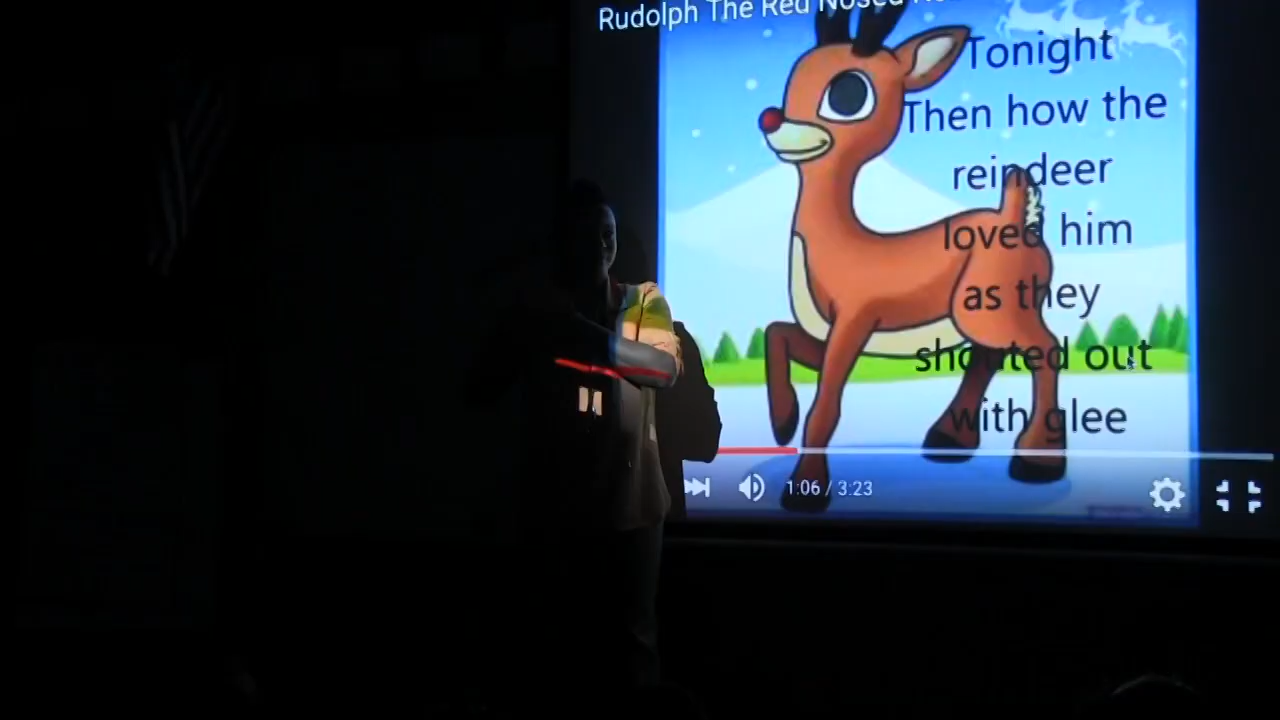 Rudolph The Red Nosed
Tonight
Then how the
reindeer
loved him
as they
shouted out
with glee
1:06 / 3:23